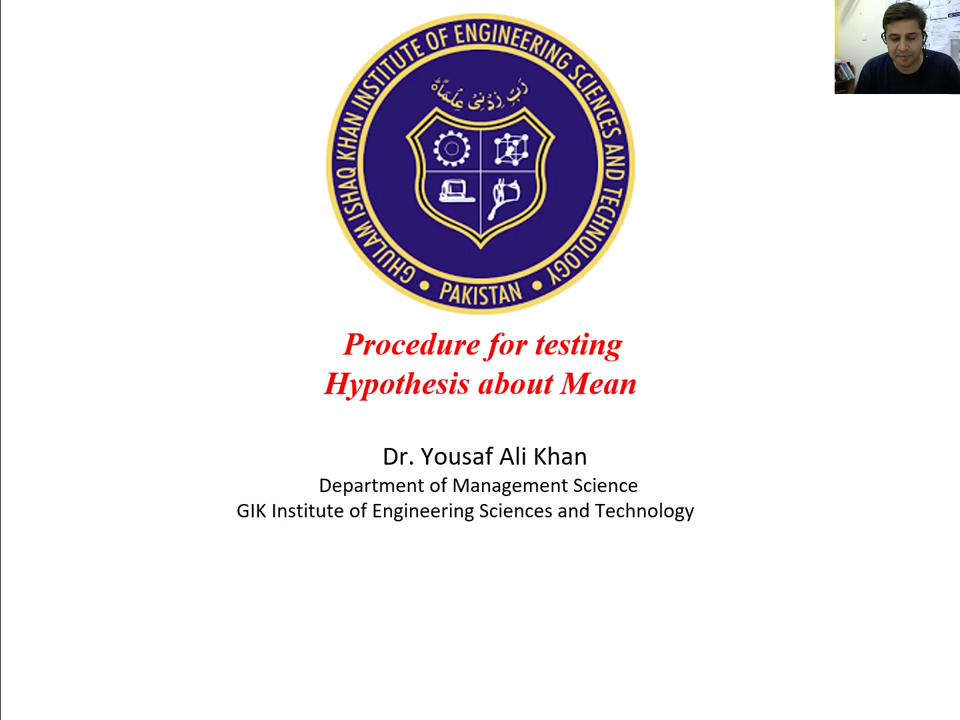 GHULAM ISHAQ KHAN INSTITUTE OF ENGINEERING SCIENCES AND TECHNOLOGY
رَبِّ زِدْنِي عِلْمًا
• PAKISTAN •
Procedure for testing
Hypothesis about Mean
Dr. Yousaf Ali Khan
Department of Management Science
GIK Institute of Engineering Sciences and Technology